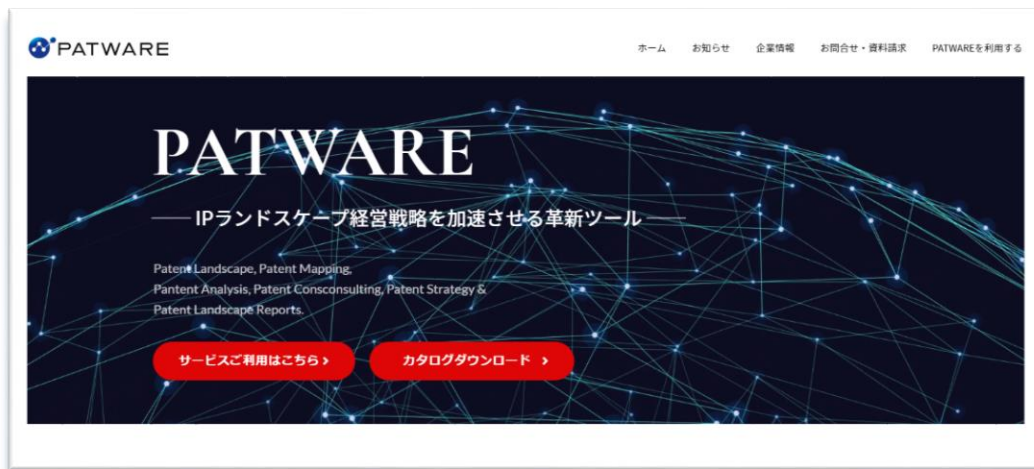 PATWARE
ホーム お知らせ 企業情報 お問合せ・資料請求 PATWAREを利用する
PATWARE
IPランドスケープ経営戦略を加速させる革新ツール
Patent Landscape, Patent Mapping,
Pantent Analysis, Patent Consconsulting, Patent Strategy &
Patent Landscape Reports.
サービスご利用はこちら ›
カタログダウンロード ›